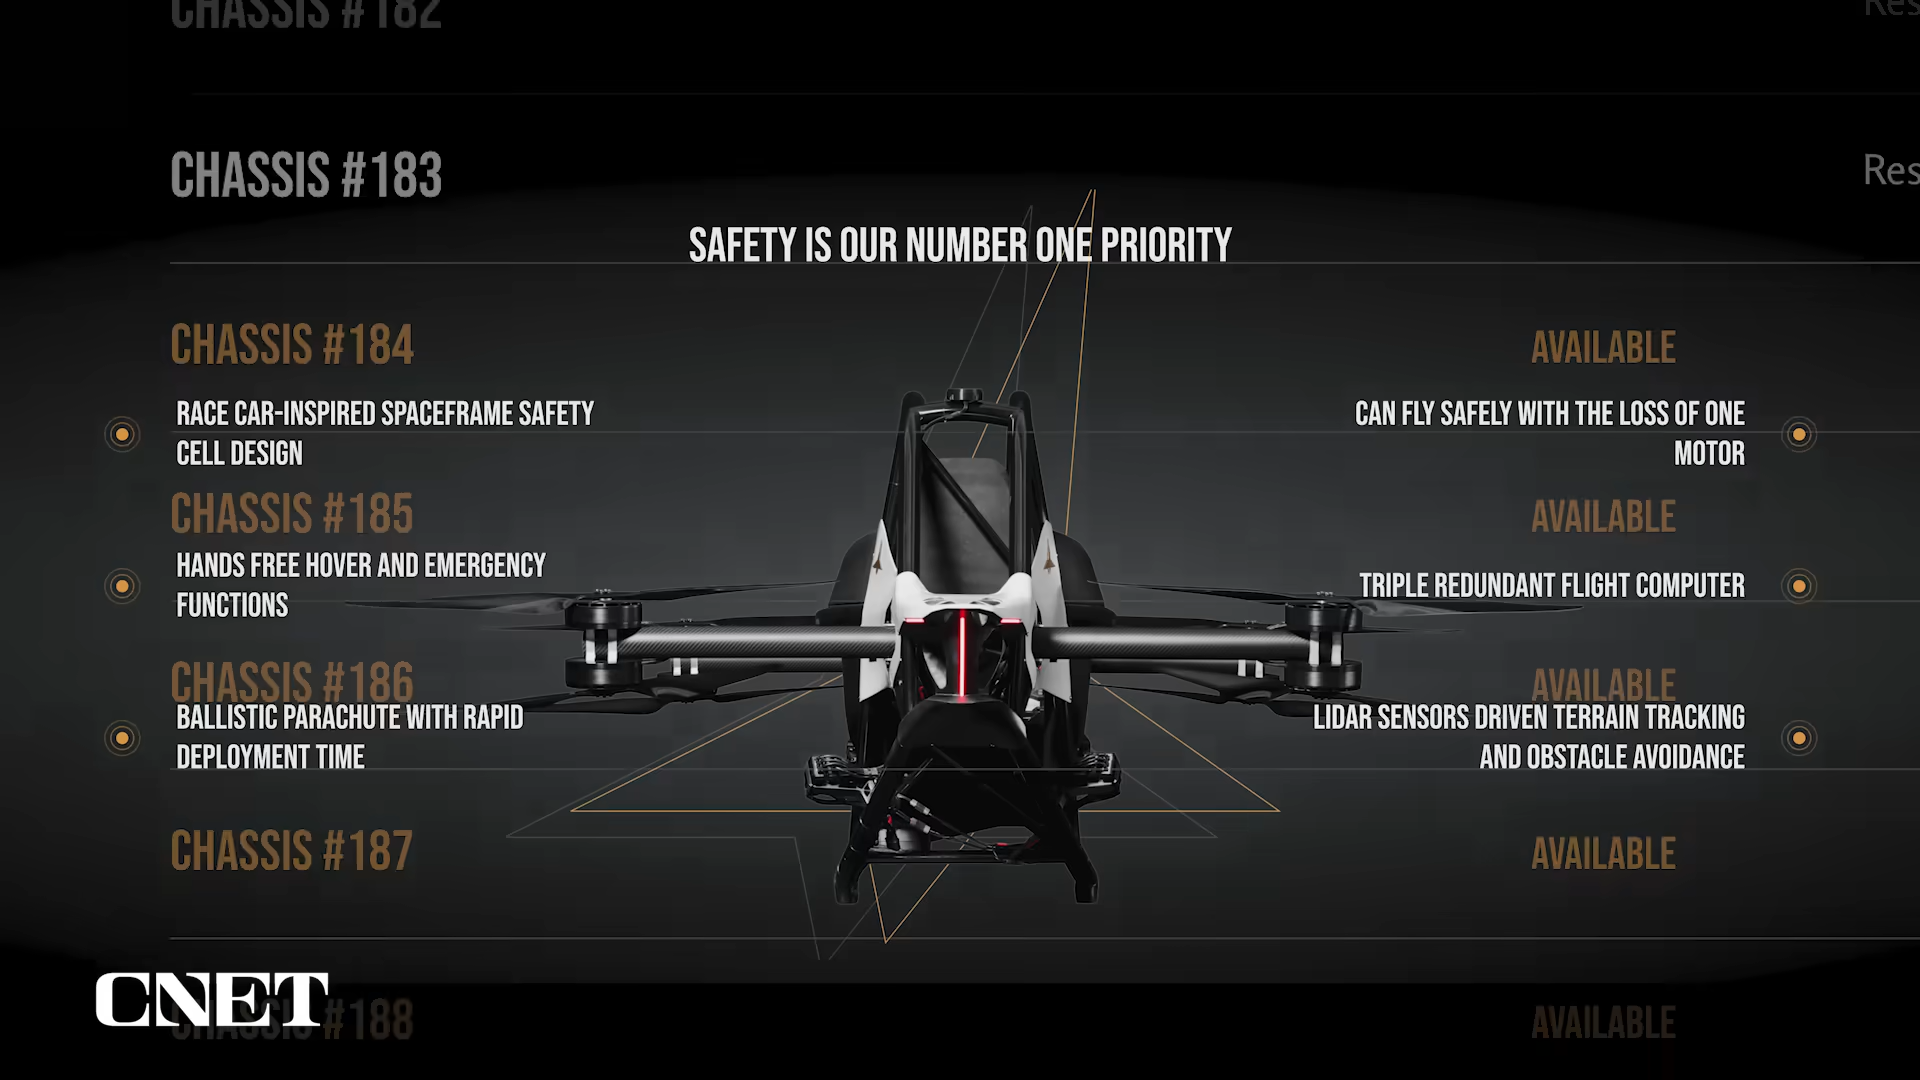 CHASSIS #182
CHASSIS #183
Res
SAFETY IS OUR NUMBER ONE PRIORITY
CHASSIS #184
AVAILABLE
RACE CAR-INSPIRED SPACEFRAME SAFETY
CELL DESIGN
CAN FLY SAFELY WITH THE LOSS OF ONE
MOTOR
CHASSIS #185
AVAILABLE
HANDS FREE HOVER AND EMERGENCY
FUNCTIONS
TRIPLE REDUNDANT FLIGHT COMPUTER
CHASSIS #186
AVAILABLE
BALLISTIC PARACHUTE WITH RAPID
DEPLOYMENT TIME
LIDAR SENSORS DRIVEN TERRAIN TRACKING
AND OBSTACLE AVOIDANCE
CHASSIS #187
AVAILABLE
CNET
CHASSIS #188
AVAILABLE